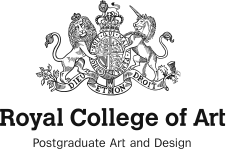 DIEU ET MON DROIT
Royal College of Art
Postgraduate Art and Design